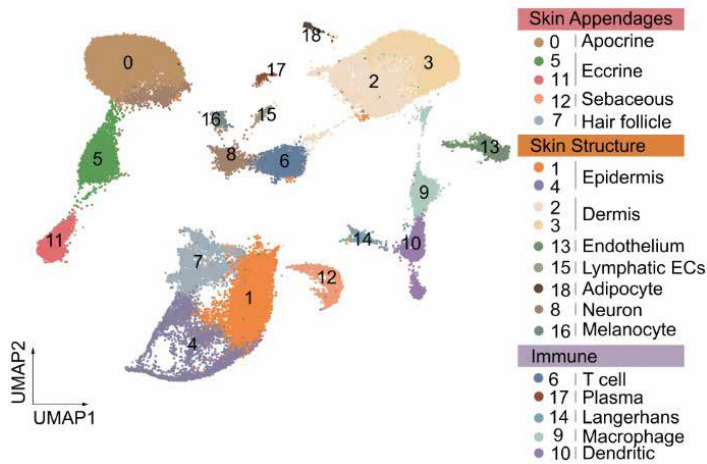 18
0
3
2
17
16
15
8
6
13
5
9
11
7
14
10
12
1
4
UMAP2
UMAP1
Skin Appendages
0 Apocrine
5
Eccrine
11
12 Sebaceous
7 Hair follicle
Skin Structure
1
Epidermis
4
2
Dermis
3
13 Endothelium
15 Lymphatic ECs
18 Adipocyte
8 Neuron
16 Melanocyte
Immune
6 T cell
17 Plasma
14 Langerhans
9 Macrophage
10 Dendritic